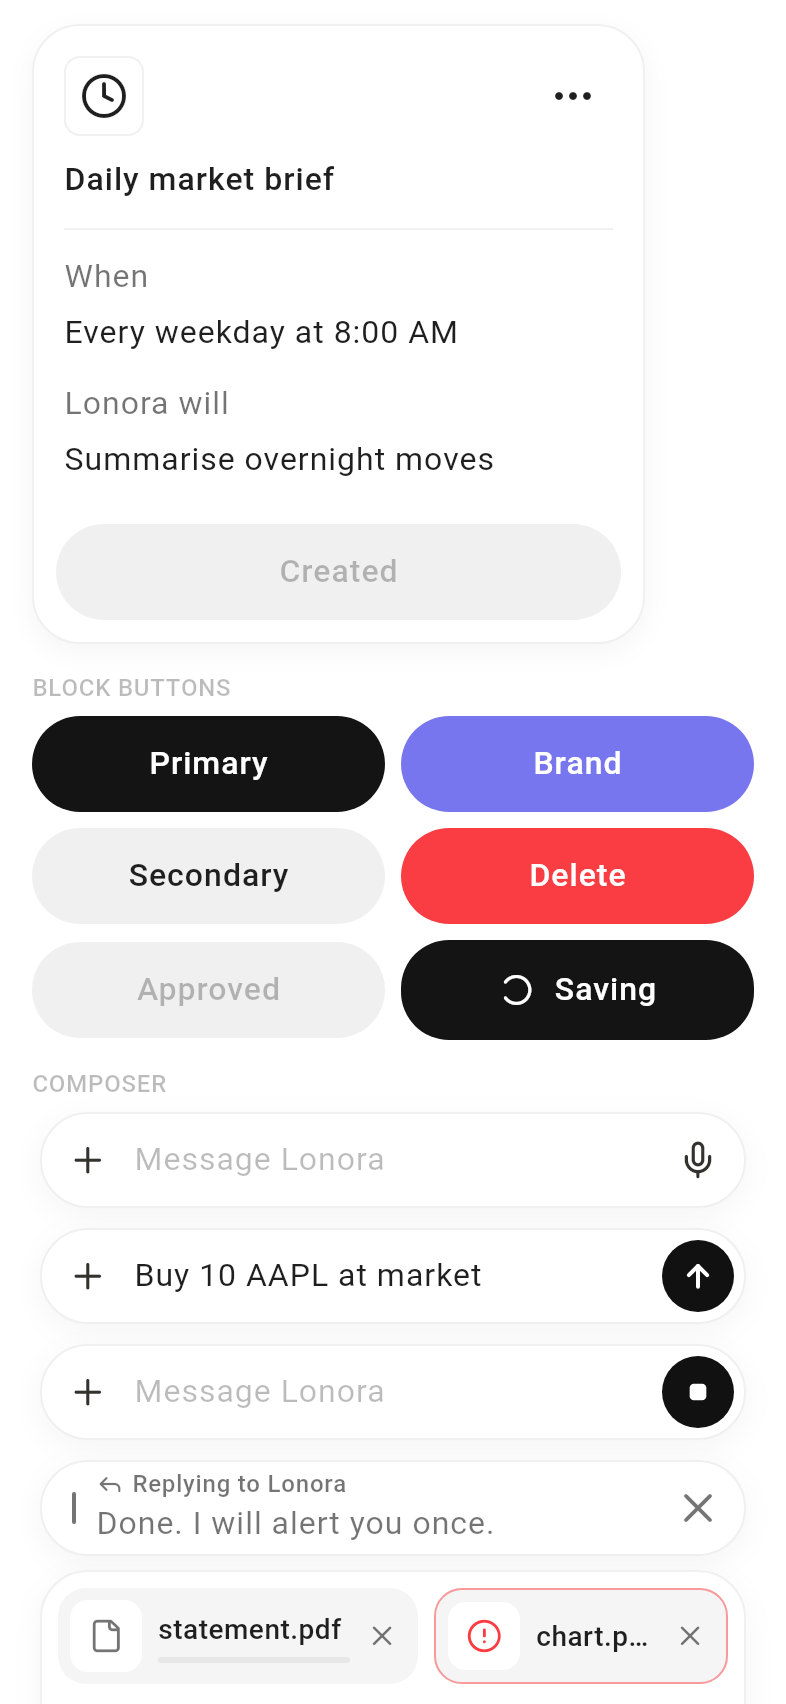 Daily market brief
When
Every weekday at 8:00 AM
Lonora will
Summarise overnight moves
Created
BLOCK BUTTONS
Primary
Brand
Secondary
Delete
Approved
Saving
COMPOSER
Message Lonora
Buy 10 AAPL at market
Message Lonora
Replying to Lonora
Done. I will alert you once.
statement.pdf
chart.p…